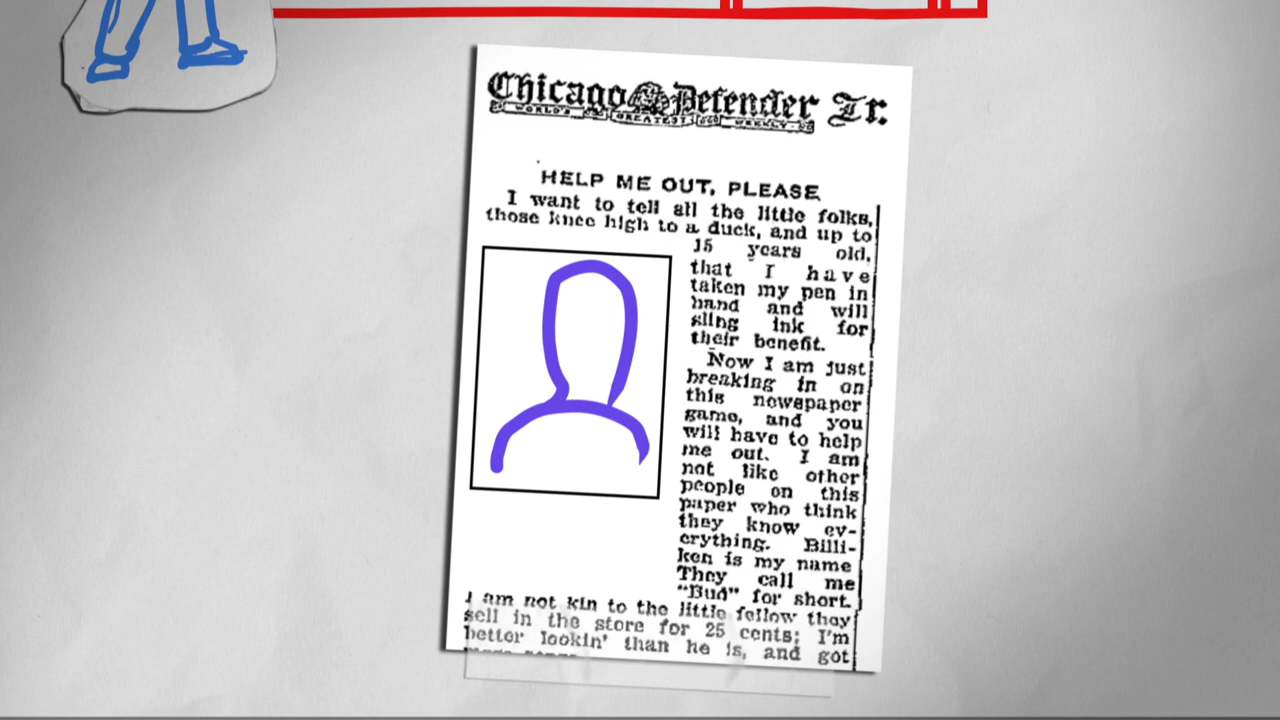 Chicago Defender Jr.
WORLD'S GREATEST WEEKLY
HELP ME OUT, PLEASE
I want to tell all the little folks,
those knee high to a duck, and up to
15 years old,
that I have
taken my pen in
hand and will
sling ink for
their benefit.
Now I am just
breaking in on
this newspaper
game, and you
will have to help
me out. I am
not like other
people on this
paper who think
they know ev-
erything. Billi-
ken is my name
They call me
"Bud" for short.
I am not kin to the little fellow they
sell in the store for 25 cents; I'm
better lookin' than he is, and got